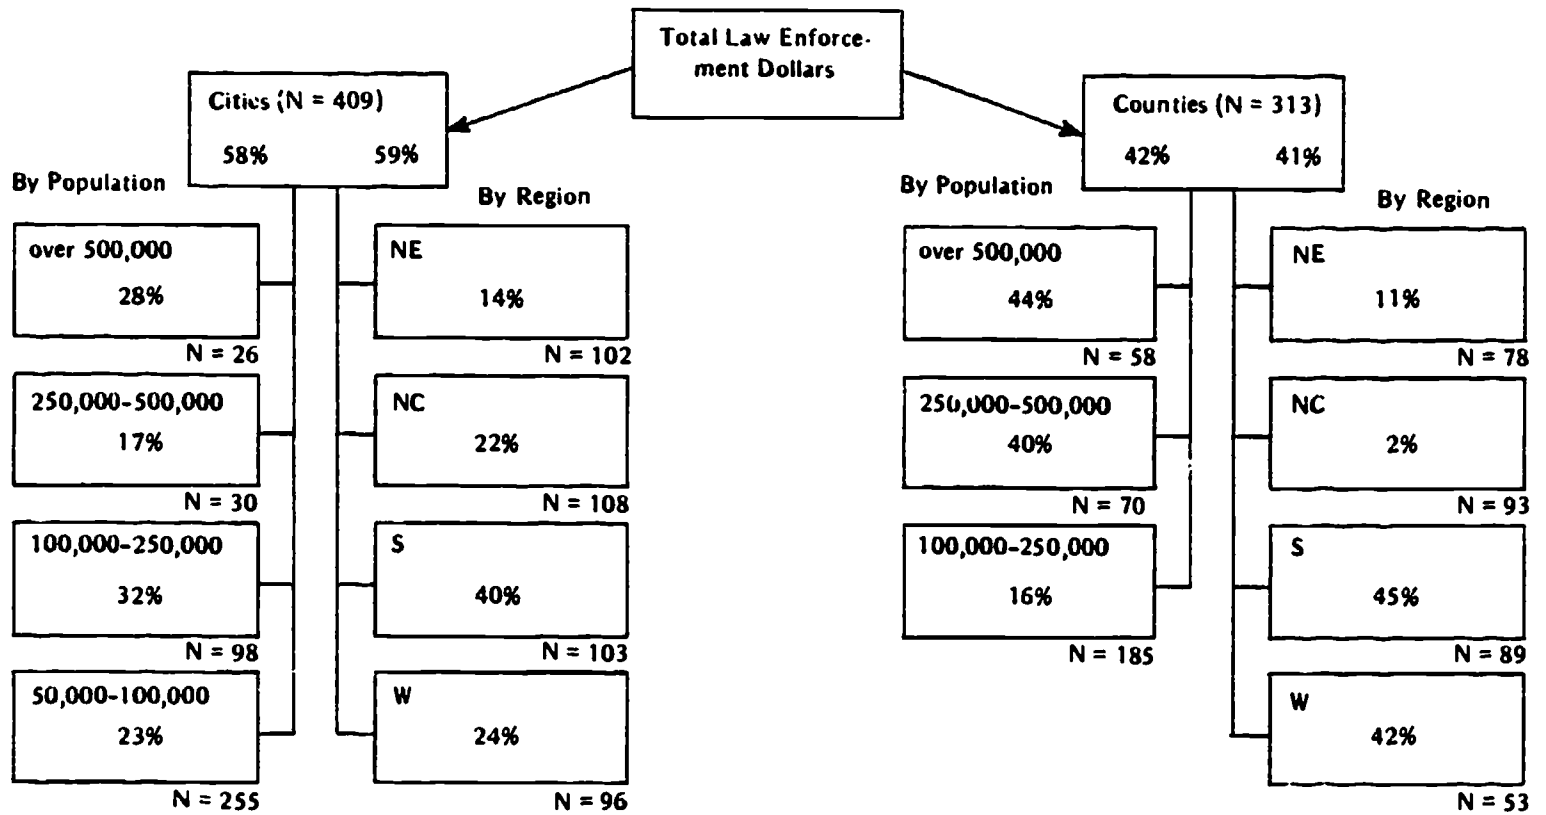 Total Law Enforce-
ment Dollars
Cities (N = 409)
58% 59%
By Population
By Region
over 500,000
28%
N = 26
250,000-500,000
17%
N = 30
100,000-250,000
32%
N = 98
50,000-100,000
23%
N = 255
NE
14%
N = 102
NC
22%
N = 108
S
40%
N = 103
W
24%
N = 96
Counties (N = 313)
42% 41%
By Population
By Region
over 500,000
44%
N = 58
250,000-500,000
40%
N = 70
100,000-250,000
16%
N = 185
NE
11%
N = 78
NC
2%
N = 93
S
45%
N = 89
W
42%
N = 53